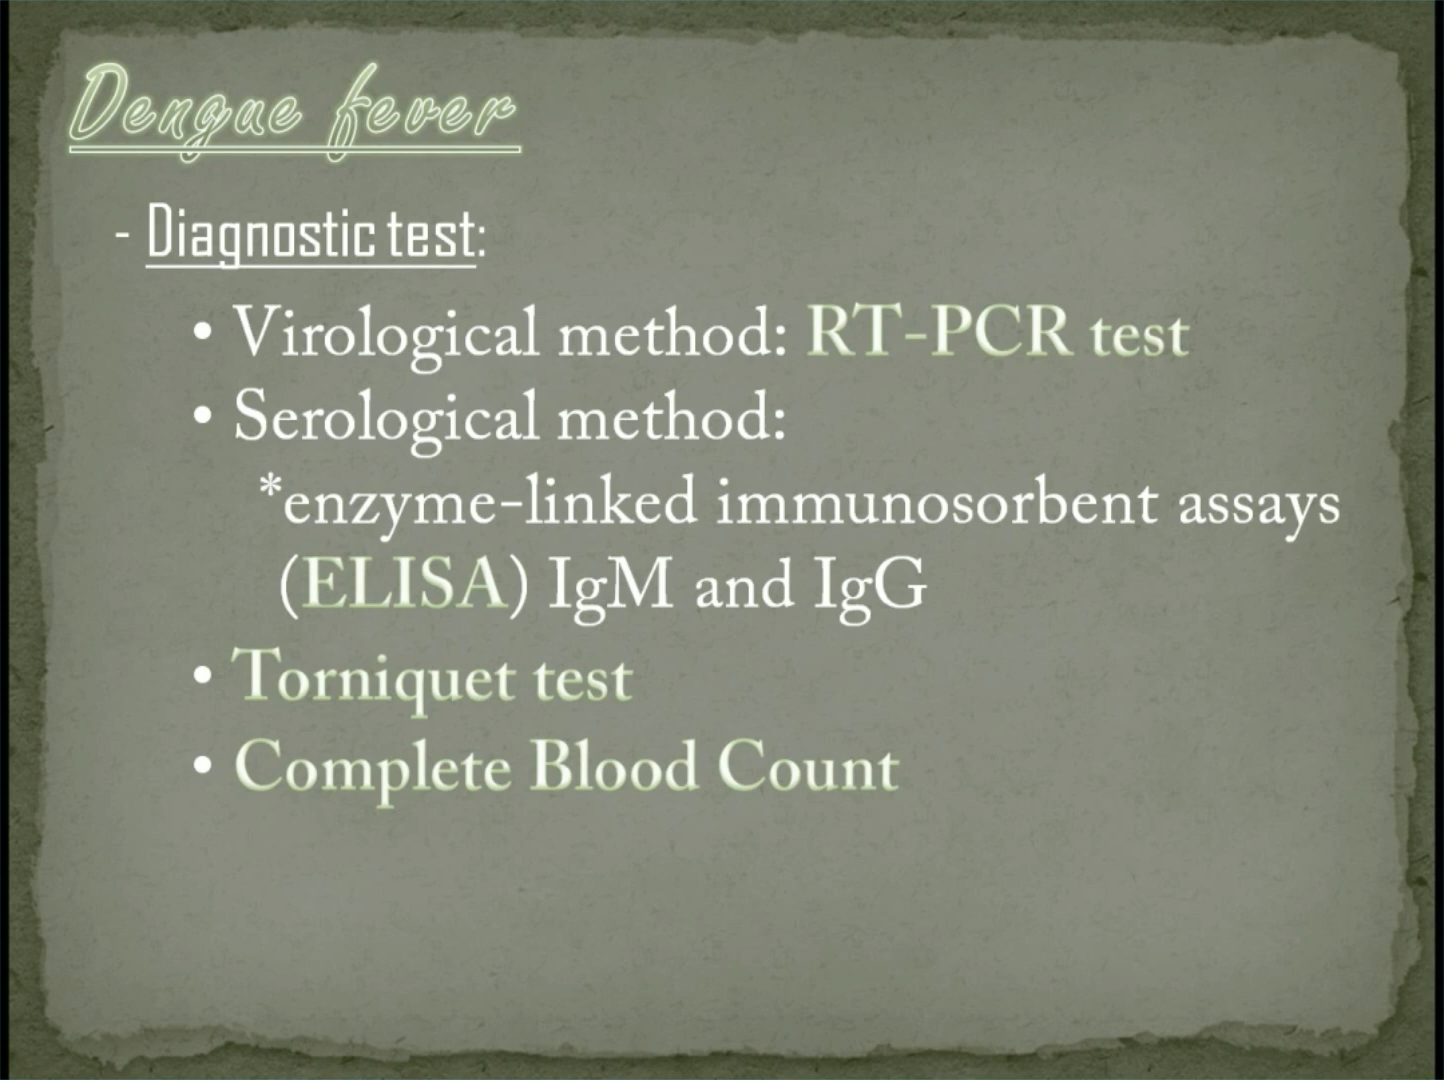 Dengue fever
- Diagnostic test:
• Virological method: RT-PCR test
• Serological method:
*enzyme-linked immunosorbent assays
(ELISA) IgM and IgG
• Torniquet test
• Complete Blood Count